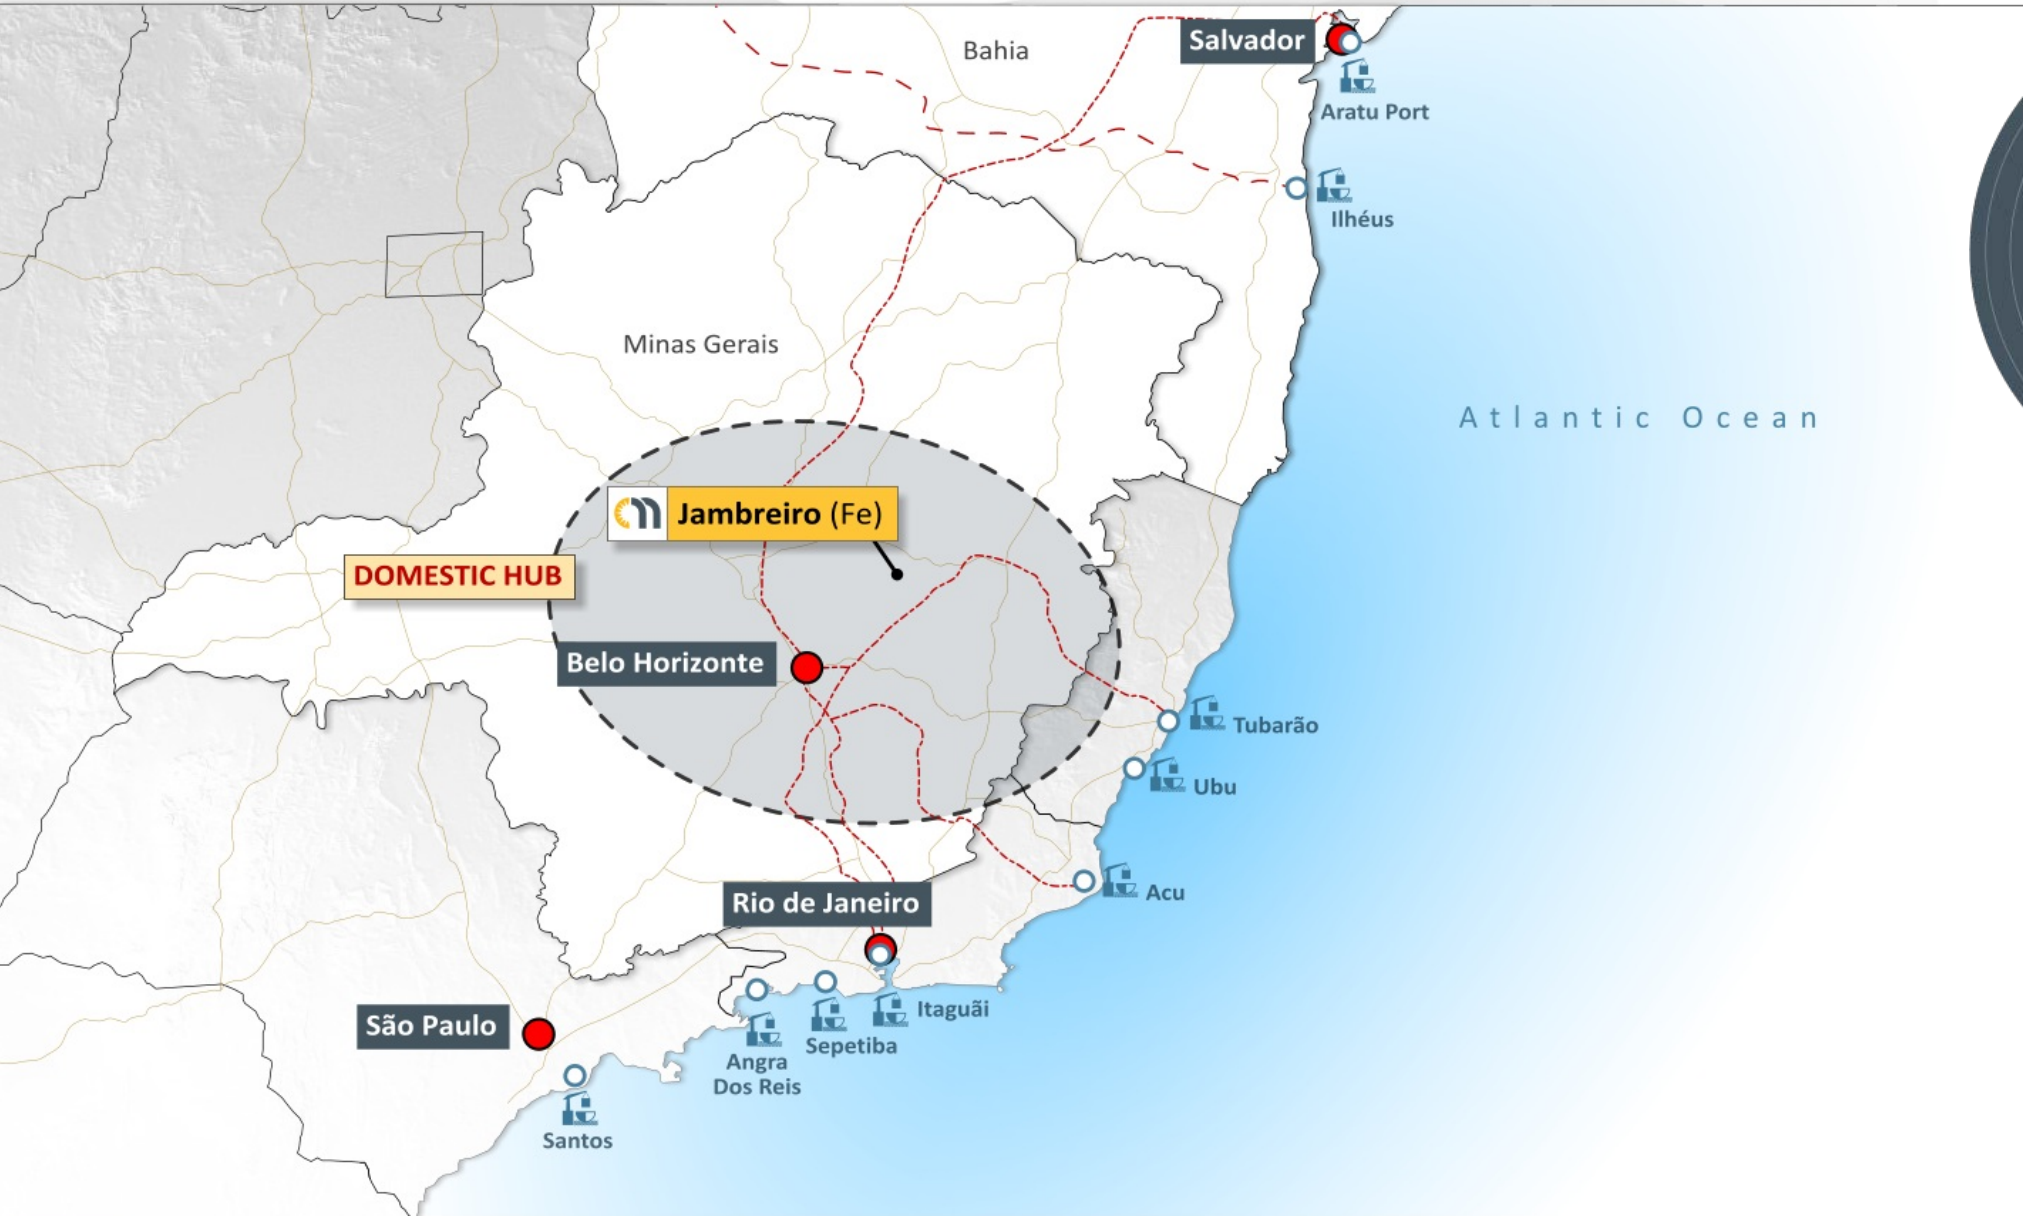 Bahia
Salvador
Aratu Port
Ilhéus
Minas Gerais
Atlantic Ocean
Jambreiro (Fe)
DOMESTIC HUB
Belo Horizonte
Tubarão
Ubu
Acu
Rio de Janeiro
Itaguãi
São Paulo
Sepetiba
Angra
Dos Reis
Santos